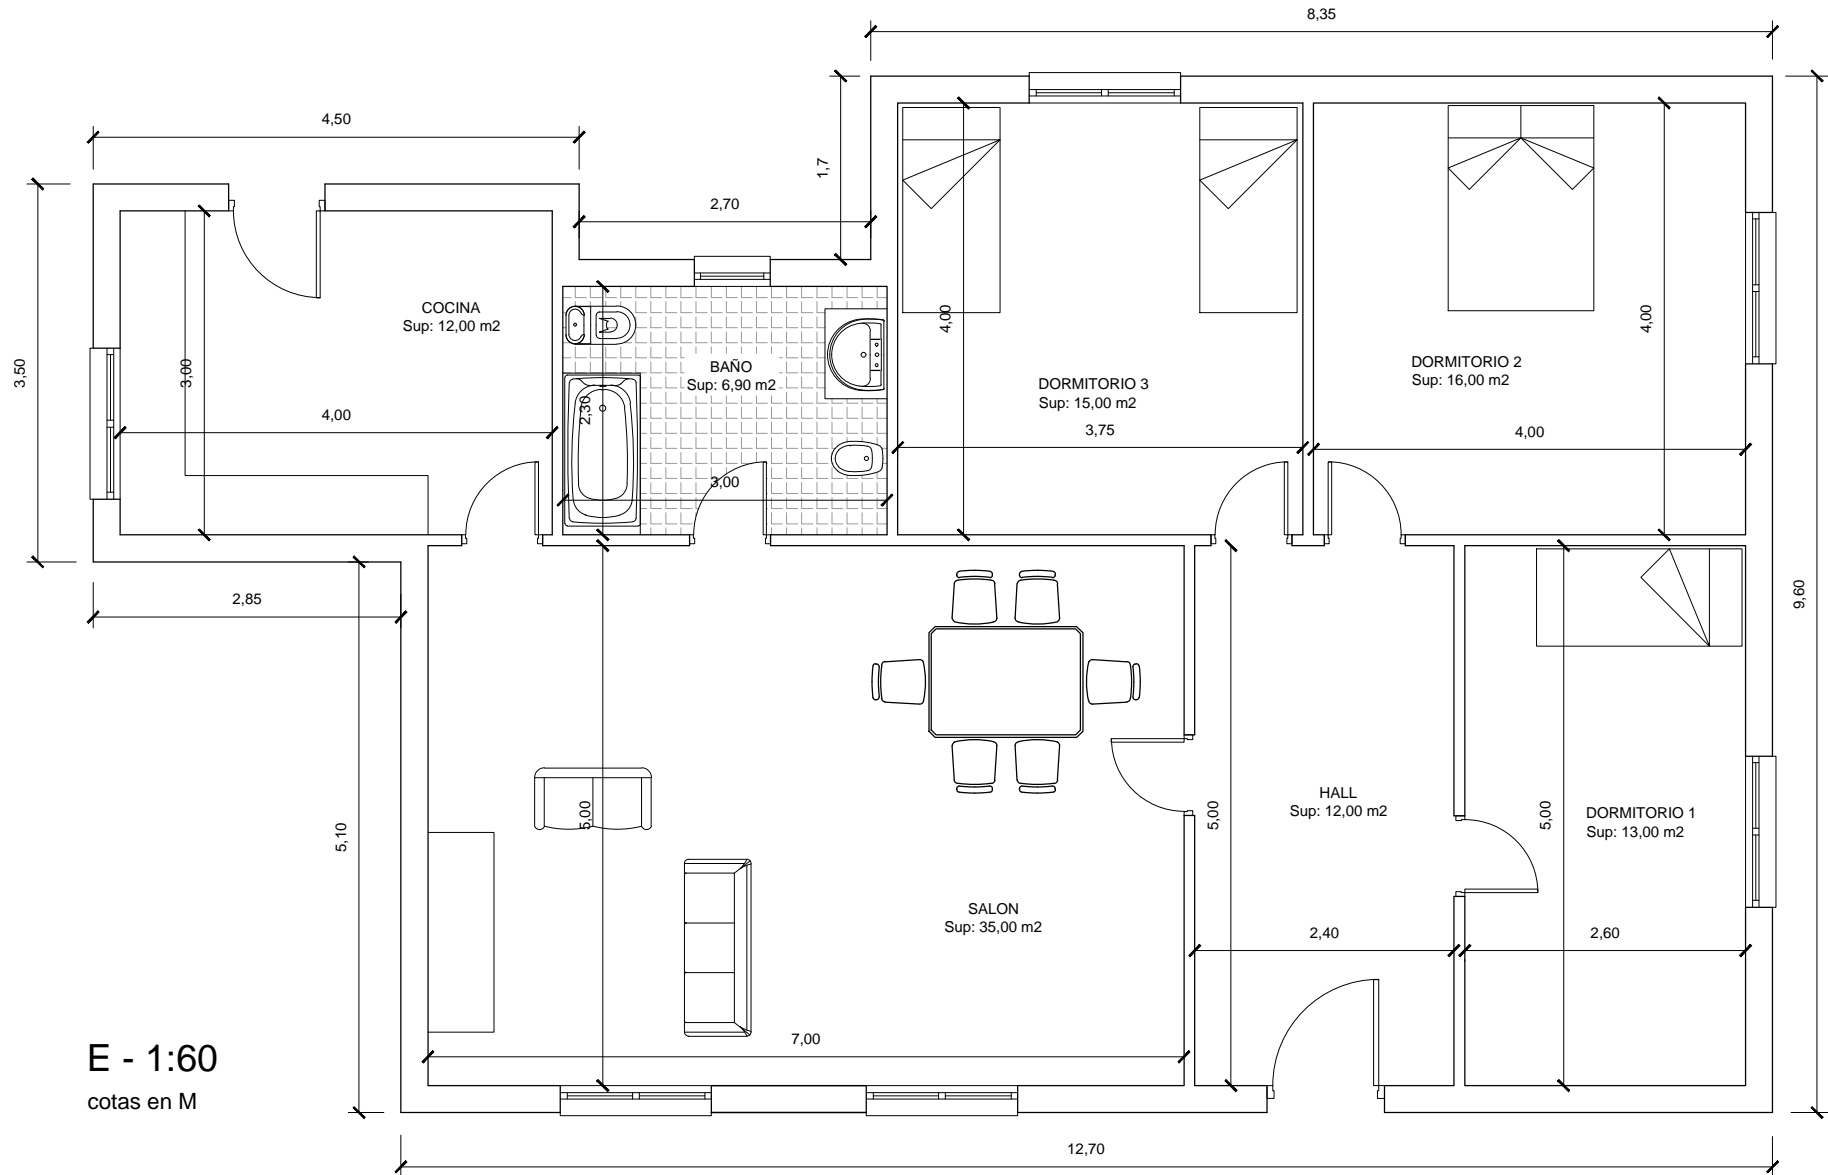 8,35
4,50
1,7
2,70
COCINA
Sup: 12,00 m2
3,50
3,00
4,00
BAÑO
Sup: 6,90 m2
2,30
3,00
4,00
DORMITORIO 3
Sup: 15,00 m2
3,75
DORMITORIO 2
Sup: 16,00 m2
4,00
4,00
2,85
9,60
5,10
5,00
5,00
HALL
Sup: 12,00 m2
5,00
DORMITORIO 1
Sup: 13,00 m2
SALON
Sup: 35,00 m2
2,40
2,60
7,00
E - 1:60
cotas en M
12,70